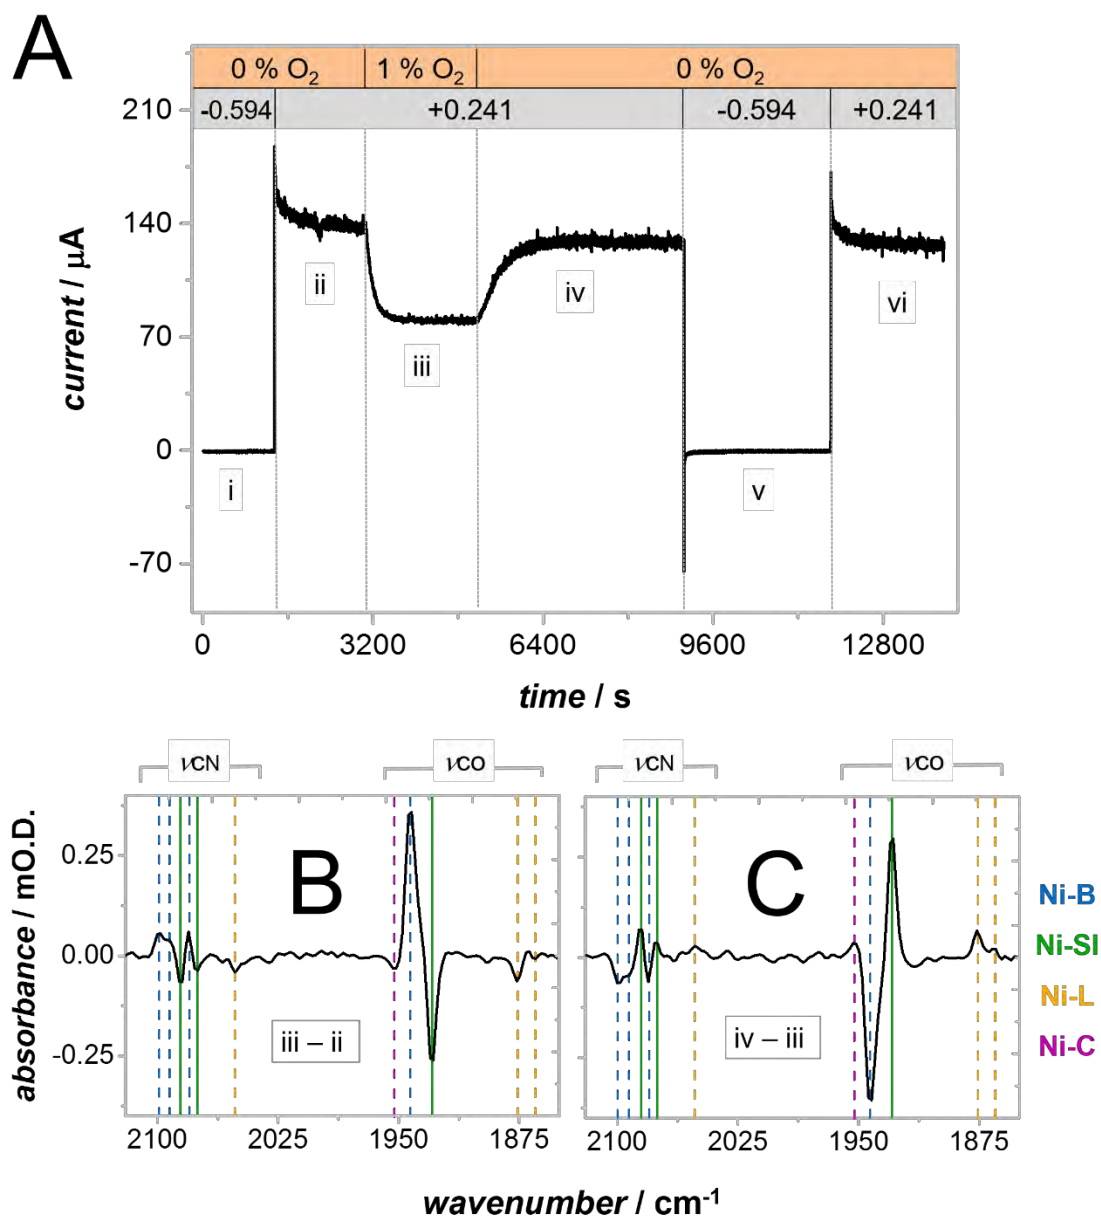 A
0 % O₂ 1 % O₂ 0 % O₂
-0.594 +0.241 -0.594 +0.241
210
140
70
0
-70
current / μA
i
ii
iii
iv
v
vi
0 3200 6400 9600 12800
time / s
νCN νCO νCN νCO
absorbance / mO.D.
0.25
0.00
-0.25
B
iii – ii
C
iv – iii
Ni-B
Ni-SI
Ni-L
Ni-C
2100 2025 1950 1875 2100 2025 1950 1875
wavenumber / cm⁻¹